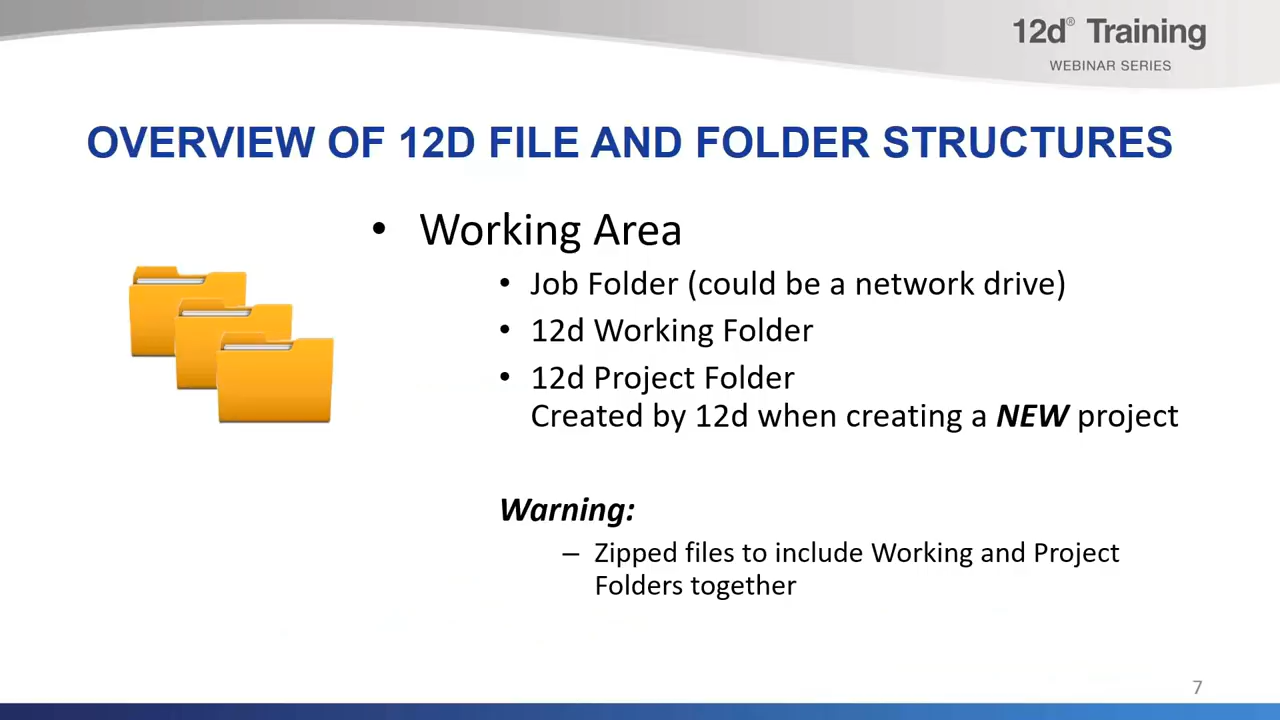 12d® Training
WEBINAR SERIES
OVERVIEW OF 12D FILE AND FOLDER STRUCTURES
• Working Area
• Job Folder (could be a network drive)
• 12d Working Folder
• 12d Project Folder
Created by 12d when creating a NEW project
Warning:
– Zipped files to include Working and Project
Folders together
7